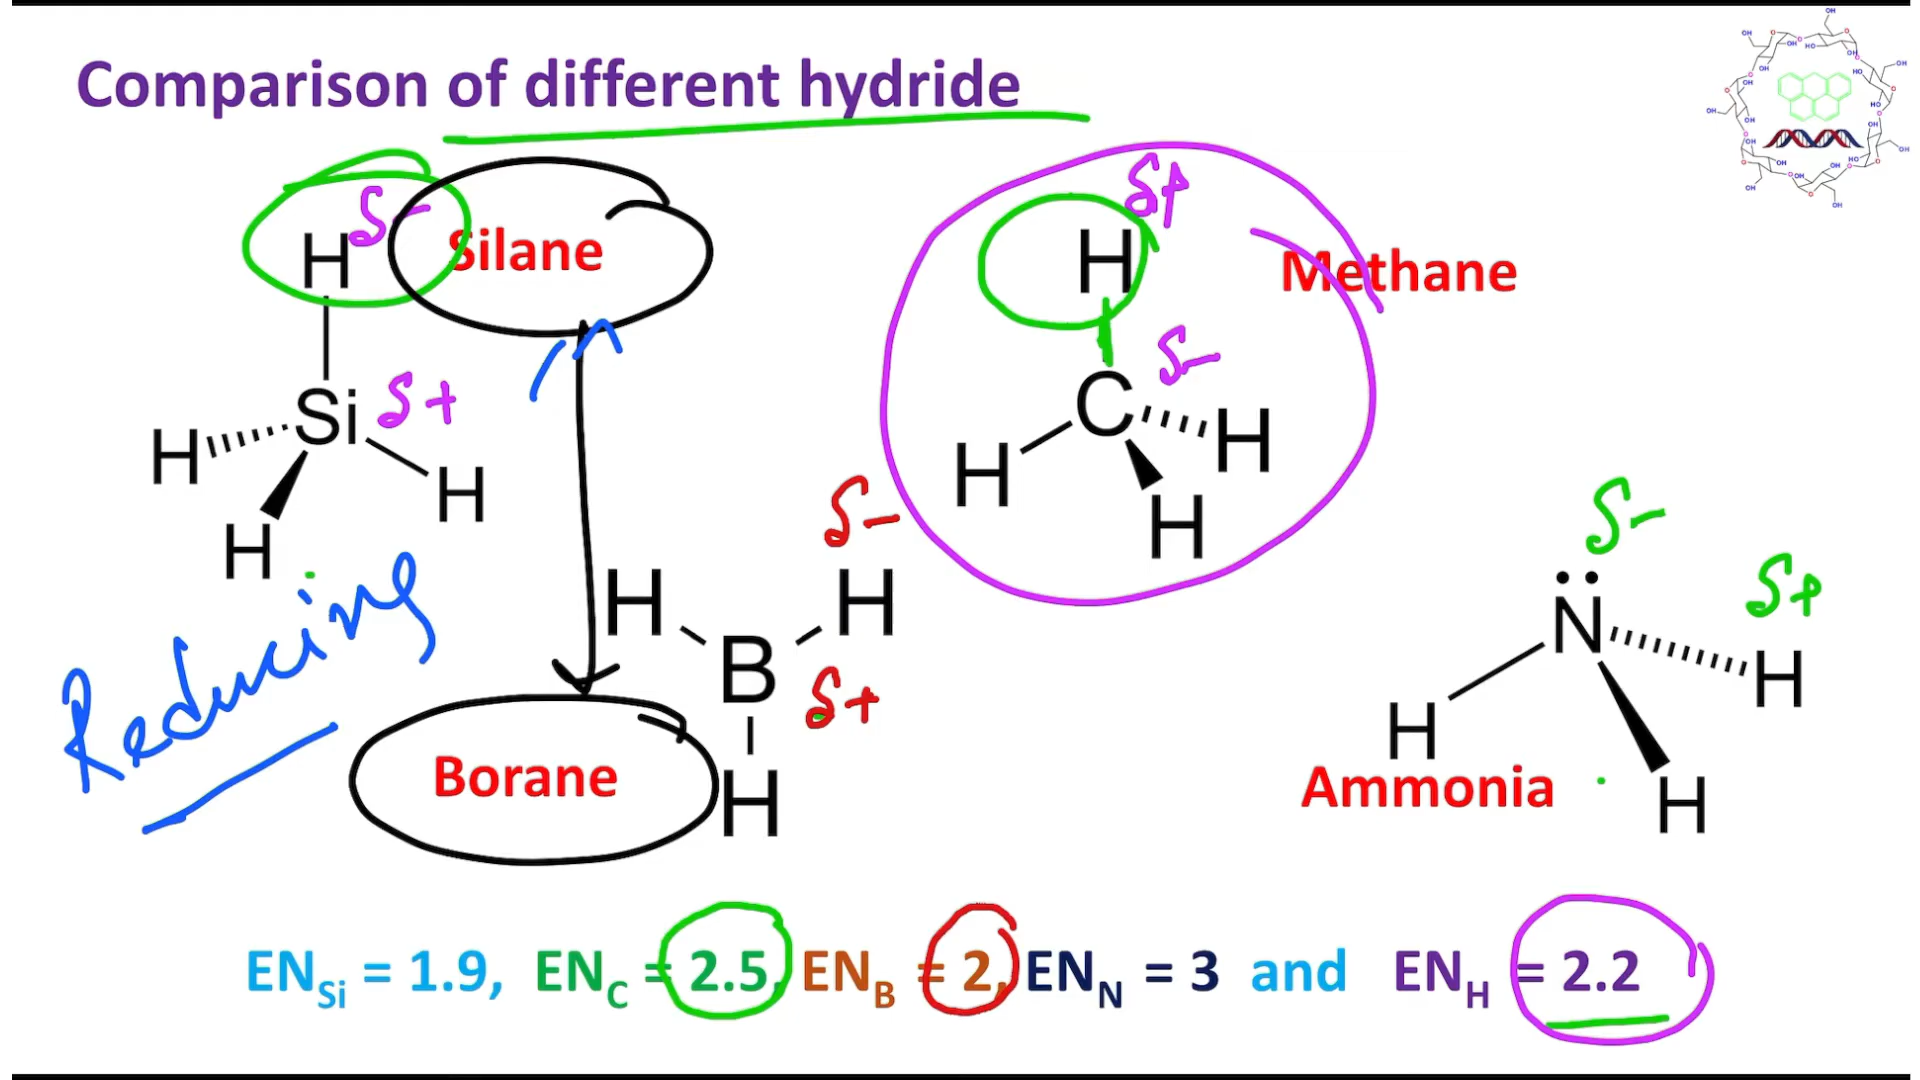 Comparison of different hydride
H δ-
Silane
Si δ+
H
H
H
H δ+
Methane
C δ-
H
H
H
Reducing
H
H δ-
B δ+
H
Borane
N δ-
H δ+
H
H
Ammonia
EN_Si = 1.9, EN_C = 2.5, EN_B = 2, EN_N = 3 and EN_H = 2.2